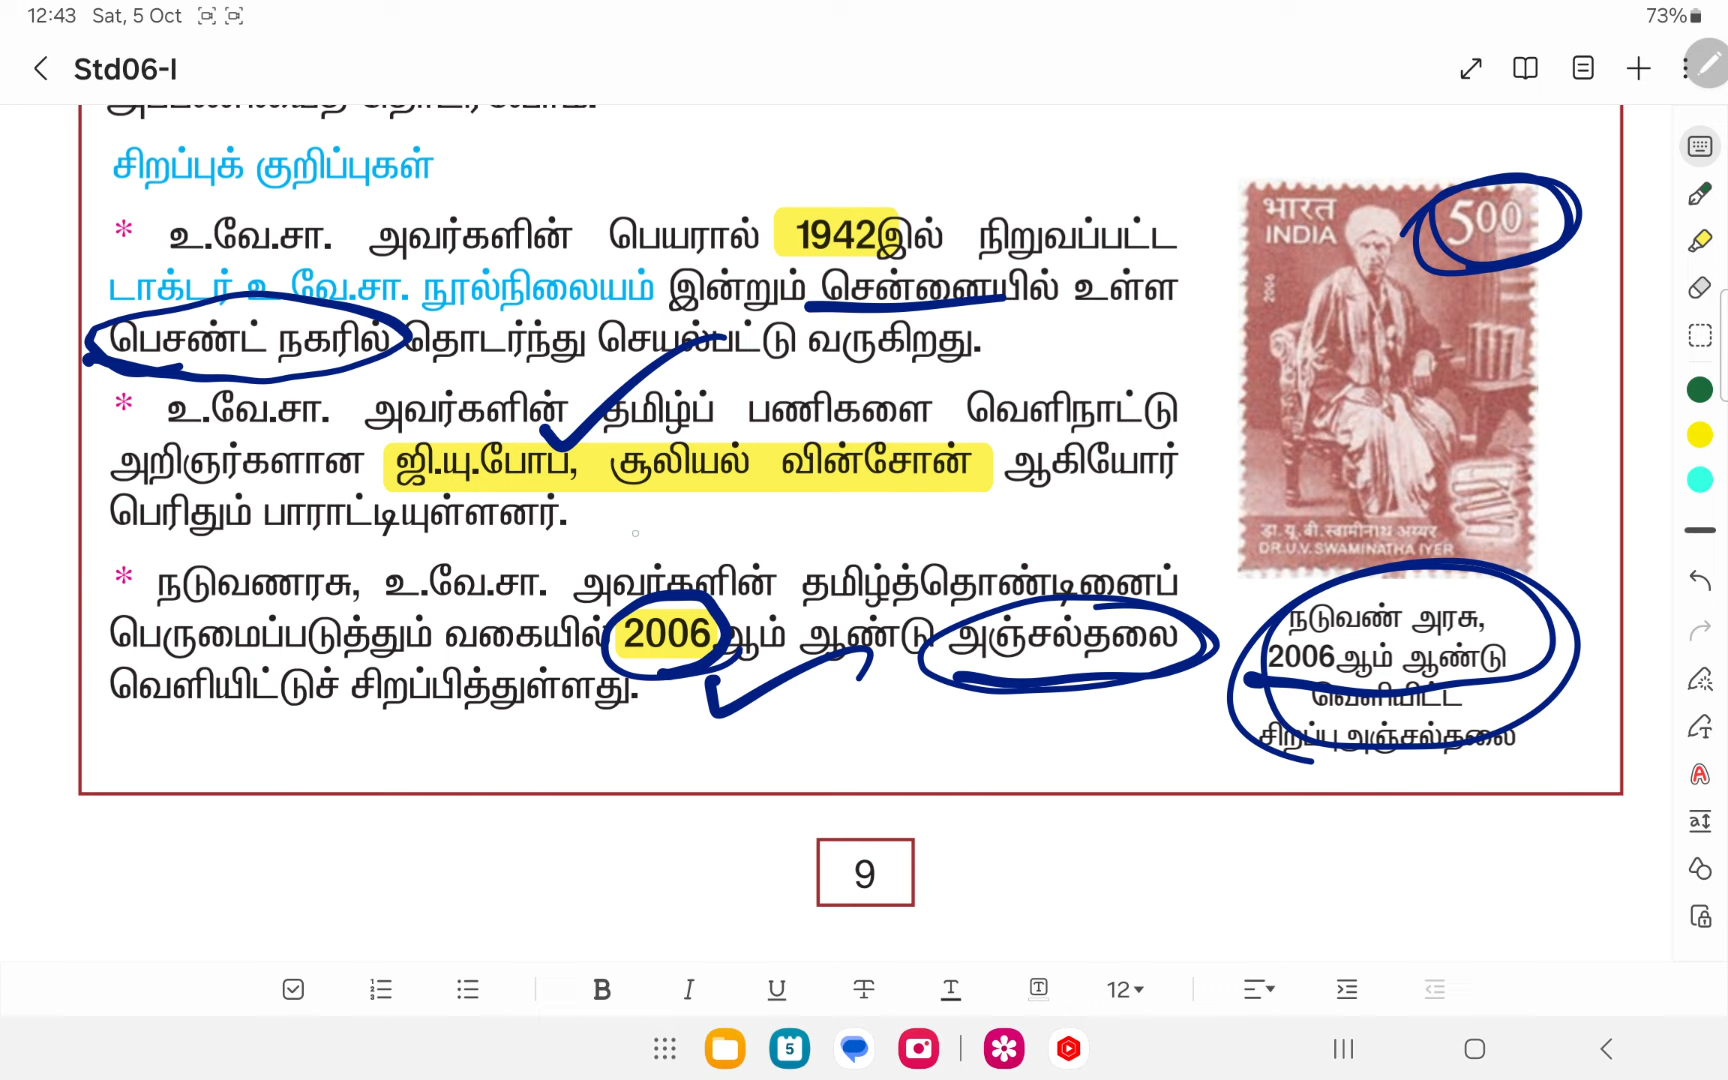 12:43 Sat, 5 Oct
73%
Std06-I
சிறப்புக் குறிப்புகள்
* உ.வே.சா. அவர்களின் பெயரால் 1942இல் நிறுவப்பட்ட
டாக்டர் உ.வே.சா. நூல்நிலையம் இன்றும் சென்னையில் உள்ள
பெசண்ட் நகரில் தொடர்ந்து செயல்பட்டு வருகிறது.
* உ.வே.சா. அவர்களின் தமிழ்ப் பணிகளை வெளிநாட்டு
அறிஞர்களான ஜி.யு.போப், சூலியல் வின்சோன் ஆகியோர்
பெரிதும் பாராட்டியுள்ளனர்.
* நடுவணரசு, உ.வே.சா. அவர்களின் தமிழ்த்தொண்டினைப்
பெருமைப்படுத்தும் வகையில் 2006ஆம் ஆண்டு அஞ்சல்தலை
வெளியிட்டுச் சிறப்பித்துள்ளது.
भारत
INDIA
500
2006
डा. यू. बी. स्वामीनाथ अय्यर
DR.U.V.SWAMINATHA IYER
நடுவண் அரசு,
2006ஆம் ஆண்டு
வெளியிட்ட
சிறப்பு அஞ்சல்தலை
9
B I U T T T 12
5